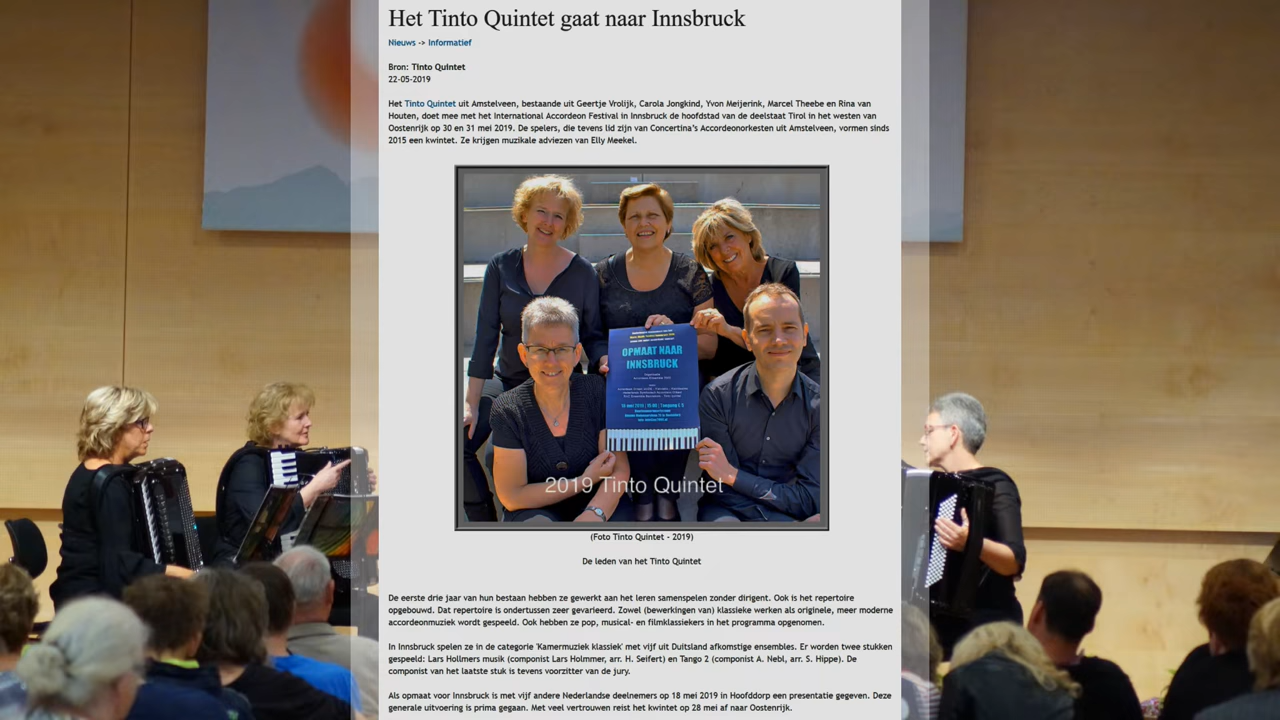 Het Tinto Quintet gaat naar Innsbruck
Nieuws -> Informatief
Bron: Tinto Quintet
22-05-2019
Het Tinto Quintet uit Amstelveen, bestaande uit Geertje Vrolijk, Carola Jongkind, Yvon Meijerink, Marcel Theebe en Rina van
Houten, doet mee met het International Accordeon Festival in Innsbruck de hoofdstad van de deelstaat Tirol in het westen van
Oostenrijk op 30 en 31 mei 2019. De spelers, die tevens lid zijn van Concertina's Accordeonorkesten uit Amstelveen, vormen sinds
2015 een kwintet. Ze krijgen muzikale adviezen van Elly Meekel.
OPMAAT NAAR
INNSBRUCK
2019 Tinto Quintet
(Foto Tinto Quintet - 2019)
De leden van het Tinto Quintet
De eerste drie jaar van hun bestaan hebben ze gewerkt aan het leren samenspelen zonder dirigent. Ook is het repertoire
opgebouwd. Dat repertoire is ondertussen zeer gevarieerd. Zowel (bewerkingen van) klassieke werken als originele, meer moderne
accordeonmuziek wordt gespeeld. Ook hebben ze pop, musical- en filmklassiekers in het programma opgenomen.
In Innsbruck spelen ze in de categorie 'Kamermuziek klassiek' met vijf uit Duitsland afkomstige ensembles. Er worden twee stukken
gespeeld: Lars Hollmers musik (componist Lars Holmmer, arr. H. Seifert) en Tango 2 (componist A. Nebl, arr. S. Hippe). De
componist van het laatste stuk is tevens voorzitter van de jury.
Als opmaat voor Innsbruck is met vijf andere Nederlandse deelnemers op 18 mei 2019 in Hoofddorp een presentatie gegeven. Deze
generale uitvoering is prima gegaan. Met veel vertrouwen reist het kwintet op 28 mei af naar Oostenrijk.